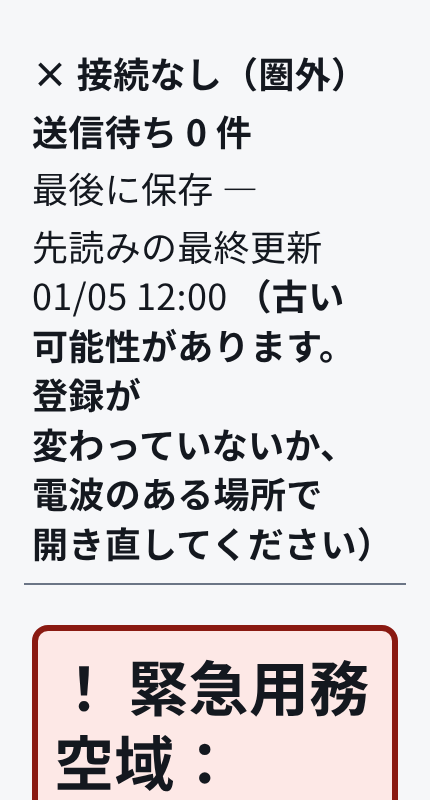 × 接続なし（圏外）
送信待ち 0 件
最後に保存 —
先読みの最終更新
01/05 12:00 （古い
可能性があります。
登録が
変わっていないか、
電波のある場所で
開き直してください）
！ 緊急用務
空域：